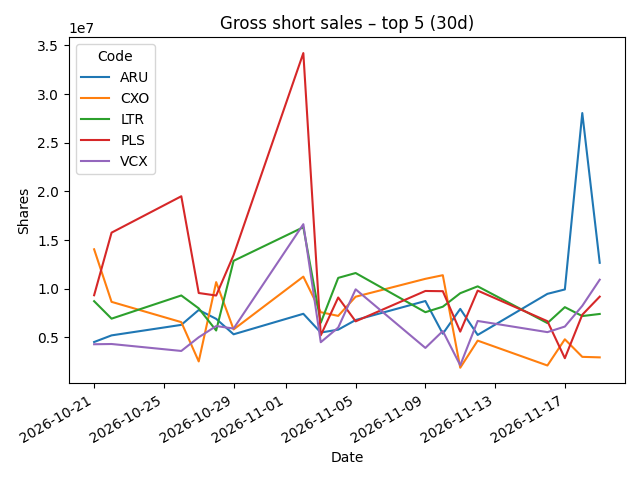 Gross short sales – top 5 (30d)
1e7
3.5
3.0
2.5
2.0
1.5
1.0
0.5
Shares
Code
ARU
CXO
LTR
PLS
VCX
2026-10-21
2026-10-25
2026-10-29
2026-11-01
2026-11-05
2026-11-09
2026-11-13
2026-11-17
Date